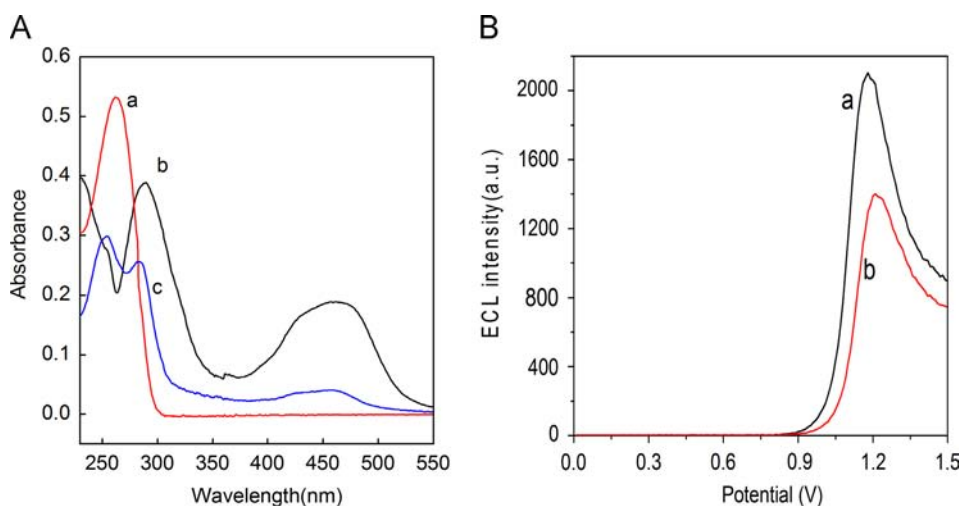 A
0.6
0.5
0.4
0.3
0.2
0.1
0.0
Absorbance
a
b
c
250 300 350 400 450 500 550
Wavelength(nm)
B
2000
1600
1200
800
400
0
ECL intensity(a.u.)
a
b
0.0 0.3 0.6 0.9 1.2 1.5
Potential (V)